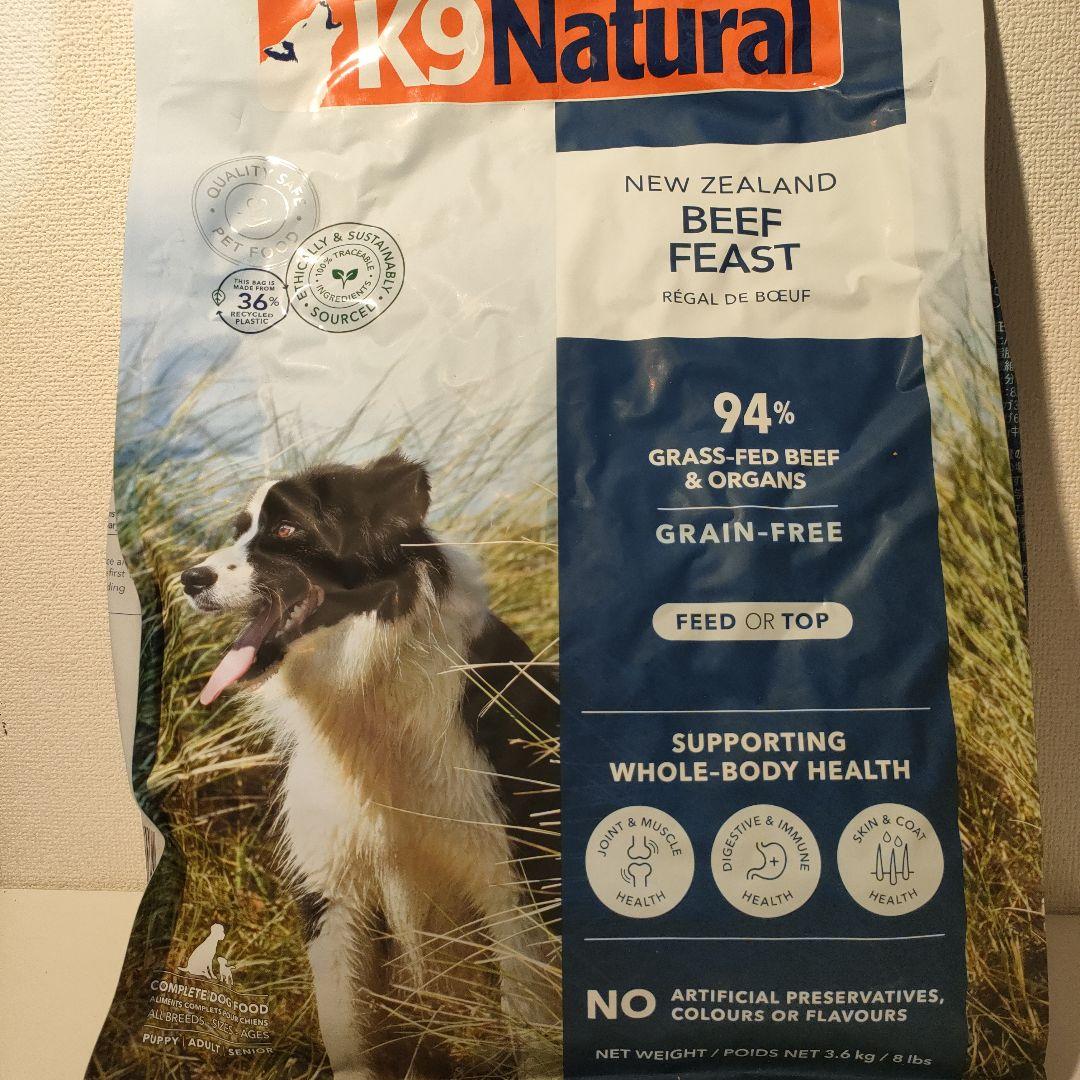 K9 Natural
NEW ZEALAND
BEEF
FEAST
RÉGAL DE BŒUF
QUALITY SAFE
PET FOOD
ETHICALLY & SUSTAINABLY
SOURCED
100% TRACEABLE
INGREDIENTS
THIS BAG IS
MADE FROM
36%
RECYCLED
PLASTIC
94%
GRASS-FED BEEF
& ORGANS
GRAIN-FREE
FEED OR TOP
SUPPORTING
WHOLE-BODY HEALTH
JOINT & MUSCLE
HEALTH
DIGESTIVE & IMMUNE
HEALTH
SKIN & COAT
HEALTH
COMPLETE DOG FOOD
ALIMENTS COMPLETS POUR CHIENS
ALL BREEDS SIZES AGES
PUPPY | ADULT | SENIOR
NO ARTIFICIAL PRESERVATIVES,
COLOURS OR FLAVOURS
NET WEIGHT / POIDS NET 3.6 kg / 8 lbs